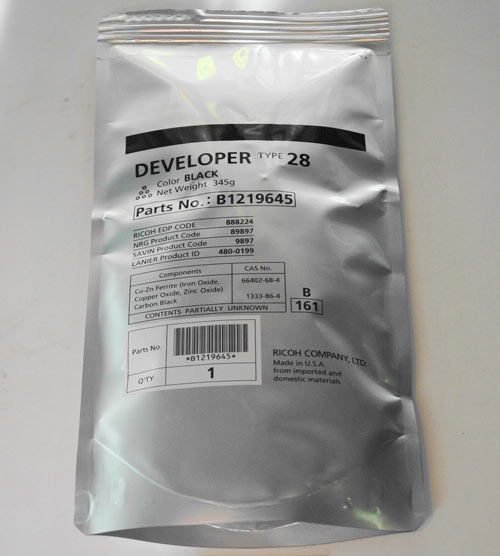 DEVELOPER TYPE 28
Color BLACK
Net Weight 345g
Parts No.: B1219645
RICOH EDP CODE 888224
NRG Product Code 89897
SAVIN Product Code 9897
LANIER Product ID 480-0199
Components CAS No.
Cu-Zn Ferrite (Iron Oxide, 66402-68-4
Copper Oxide, Zinc Oxide)
Carbon Black 1333-86-4
CONTENTS PARTIALLY UNKNOWN
B
161
Parts No. *B1219645*
Q'TY 1
RICOH COMPANY, LTD.
Made in U.S.A.
from imported and
domestic materials